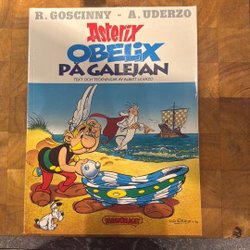 R. GOSCINNY - A. UDERZO
Asterix
OBELIX
PÅ GALEJAN
TEXT OCH TECKNINGAR AV ALBERT UDERZO